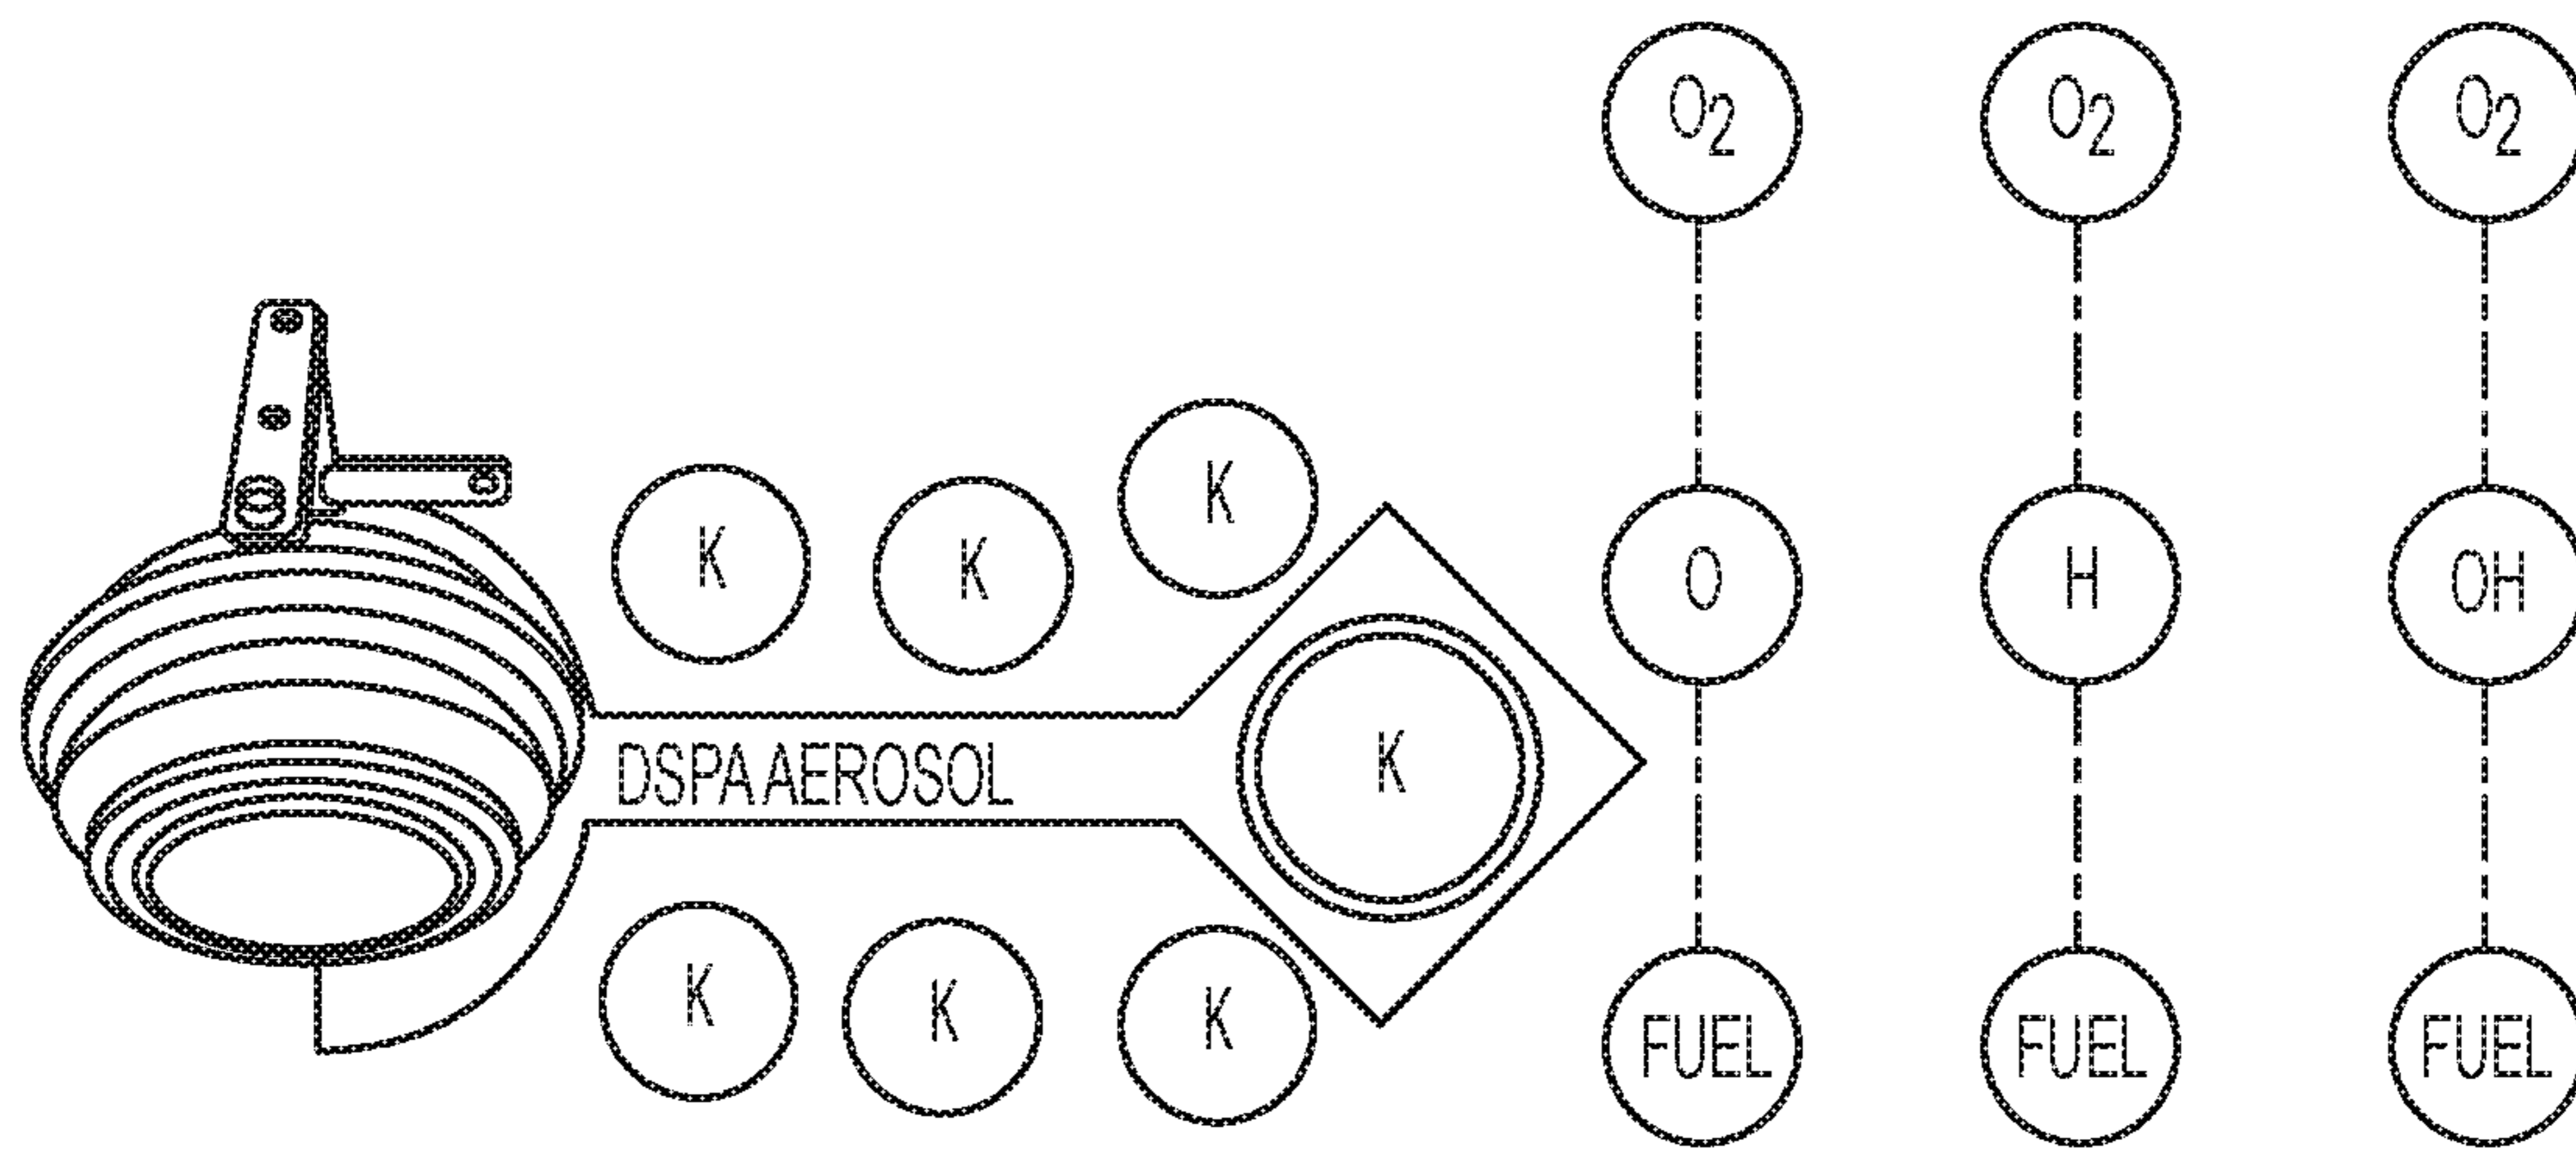 O2 O2 O2
K K K
O H OH
DSPA AEROSOL K
K K K
FUEL FUEL FUEL